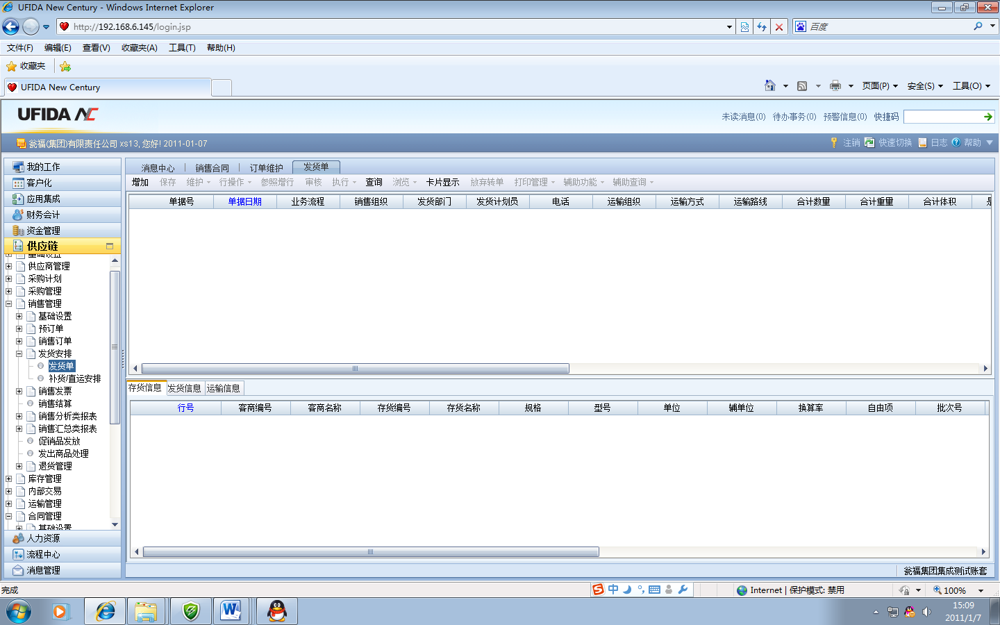 UFIDA New Century - Windows Internet Explorer
http://192.168.6.145/login.jsp
百度
文件(F) 编辑(E) 查看(V) 收藏夹(A) 工具(T) 帮助(H)
收藏夹
UFIDA New Century
页面(P) 安全(S) 工具(O)
UFIDA NC
未读消息(0) 待办事务(0) 预警信息(0) 快捷码
瓮福(集团)有限责任公司 xs13, 您好! 2011-01-07
注销 快速切换 日志 帮助
我的工作
客户化
应用集成
财务会计
资金管理
供应链
基础设置
供应商管理
采购计划
采购管理
销售管理
基础设置
预订单
销售订单
发货安排
发货单
补货/直运安排
销售发票
销售结算
销售分析类报表
销售汇总类报表
促销品发放
发出商品处理
退货管理
库存管理
内部交易
运输管理
合同管理
基础设置
人力资源
流程中心
消息管理
消息中心 销售合同 订单维护 发货单
增加 保存 维护 行操作 参照增行 审核 执行 查询 浏览 卡片显示 放弃转单 打印管理 辅助功能 辅助查询
单据号 单据日期 业务流程 销售组织 发货部门 发货计划员 电话 运输组织 运输方式 运输路线 合计数量 合计重量 合计体积
存货信息 发货信息 运输信息
行号 客商编号 客商名称 存货编号 存货名称 规格 型号 单位 辅单位 换算率 自由项 批次号
瓮福集团集成测试账套
完成
中
Internet | 保护模式: 禁用
100%
15:09
2011/1/7